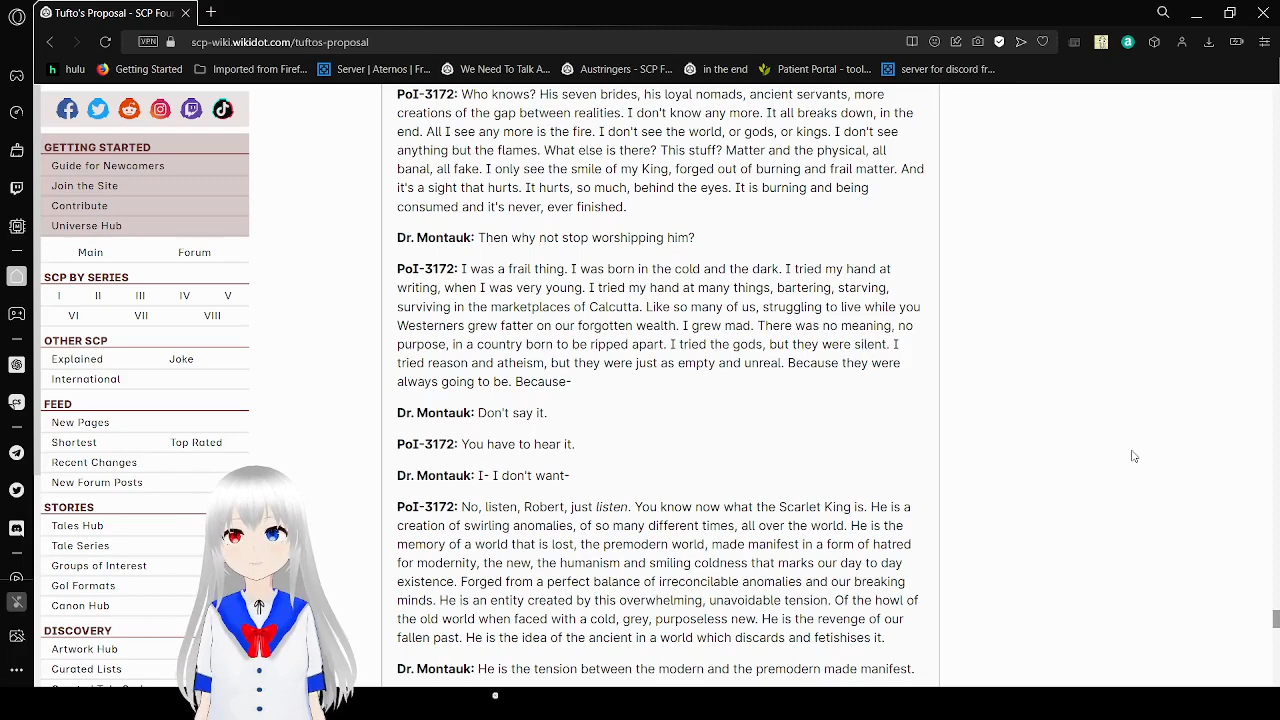 Tufto's Proposal - SCP Fou
VPN scp-wiki.wikidot.com/tuftos-proposal
hulu Getting Started Imported from Firef... Server | Aternos | Fr... We Need To Talk A... Austringers - SCP F... in the end Patient Portal - tool... server for discord fr...
GETTING STARTED
Guide for Newcomers
Join the Site
Contribute
Universe Hub
Main Forum
SCP BY SERIES
I II III IV V
VI VII VIII
OTHER SCP
Explained Joke
International
FEED
New Pages
Shortest Top Rated
Recent Changes
New Forum Posts
STORIES
Tales Hub
Tale Series
Groups of Interest
GoI Formats
Canon Hub
DISCOVERY
Artwork Hub
Curated Lists
PoI-3172: Who knows? His seven brides, his loyal nomads, ancient servants, more
creations of the gap between realities. I don't know any more. It all breaks down, in the
end. All I see any more is the fire. I don't see the world, or gods, or kings. I don't see
anything but the flames. What else is there? This stuff? Matter and the physical, all
banal, all fake. I only see the smile of my King, forged out of burning and frail matter. And
it's a sight that hurts. It hurts, so much, behind the eyes. It is burning and being
consumed and it's never, ever finished.
Dr. Montauk: Then why not stop worshipping him?
PoI-3172: I was a frail thing. I was born in the cold and the dark. I tried my hand at
writing, when I was very young. I tried my hand at many things, bartering, starving,
surviving in the marketplaces of Calcutta. Like so many of us, struggling to live while you
Westerners grew fatter on our forgotten wealth. I grew mad. There was no meaning, no
purpose, in a country born to be ripped apart. I tried the gods, but they were silent. I
tried reason and atheism, but they were just as empty and unreal. Because they were
always going to be. Because-
Dr. Montauk: Don't say it.
PoI-3172: You have to hear it.
Dr. Montauk: I- I don't want-
PoI-3172: No, listen, Robert, just listen. You know now what the Scarlet King is. He is a
creation of swirling anomalies, of so many different times, all over the world. He is the
memory of a world that is lost, the premodern world, made manifest in a form of hatred
for modernity, the new, the humanism and smiling coldness that marks our day to day
existence. Forged from a perfect balance of irreconcilable anomalies and our breaking
minds. He is an entity created by this overwhelming, unavoidable tension. Of the howl of
the old world when faced with a cold, grey, purposeless new. He is the revenge of our
fallen past. He is the idea of the ancient in a world which discards and fetishises it.
Dr. Montauk: He is the tension between the modern and the premodern made manifest.